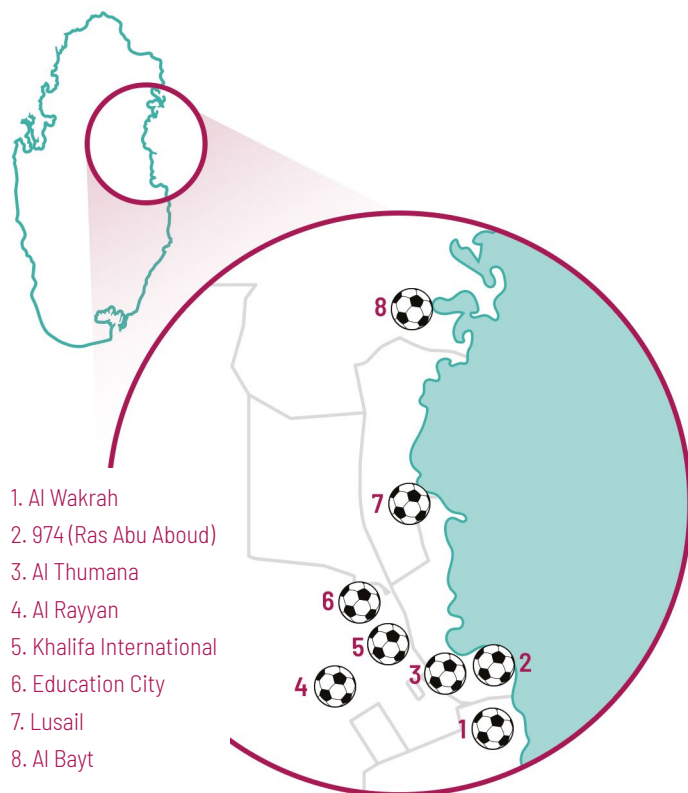 8
7
6
5
4
3
2
1
1. Al Wakrah
2. 974 (Ras Abu Aboud)
3. Al Thumana
4. Al Rayyan
5. Khalifa International
6. Education City
7. Lusail
8. Al Bayt